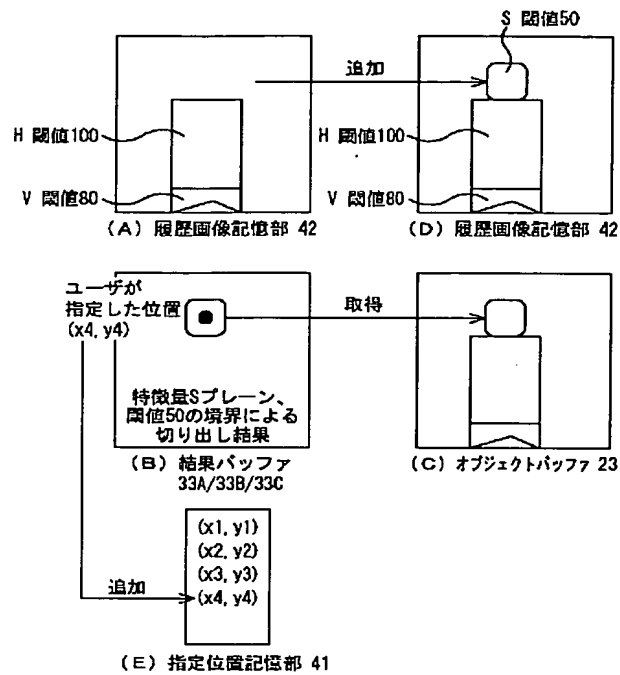 S 閾値50
追加
H 閾値100
H 閾値100
V 閾値80
V 閾値80
(A) 履歴画像記憶部 42
(D) 履歴画像記憶部 42
ユーザが
指定した位置
(x4, y4)
取得
特徴量Sプレーン、
閾値50の境界による
切り出し結果
(B) 結果バッファ
33A/33B/33C
(C) オブジェクトバッファ 23
(x1, y1)
(x2, y2)
(x3, y3)
(x4, y4)
追加
(E) 指定位置記憶部 41